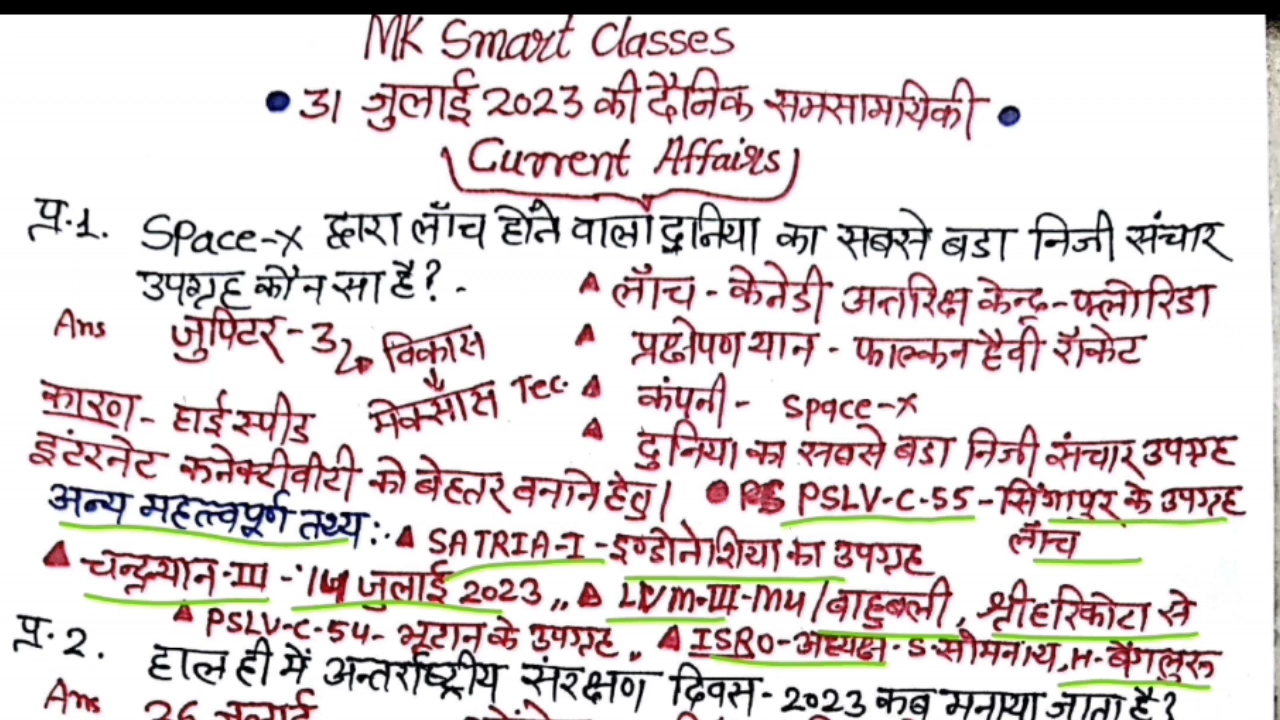 MK Smart Classes
• 31 जुलाई 2023 की दैनिक समसामयिकी •
Current Affairs
प्र.1. Space-x द्वारा लॉंच होंने वाला दुनिया का सबसे बडा निजी संचार
उपग्रह कौन सा है? -
▲ लॉंच - केनेडी अन्तरिक्ष केन्द्र-फ्लोरिडा
Ans जुपिटर-3
विकास
▲ प्रक्षेपण यान - फाल्कन हैवी रॉकेट
मैक्सॉस Tec.
▲ कंपनी - space-x
कारण - हाई स्पीड
▲ दुनिया का सबसे बडा निजी संचार उपग्रह
इंटरनेट कनेक्टीवीटी को बेहतर बनाने हेतु।
• PSLV-C-55 - सिंगापुर के उपग्रह
लॉंच
अन्य महत्त्वपूर्ण तथ्य:- ▲ SATRIA-I - इण्डोनेशिया का उपग्रह
▲ चन्द्रयान-III - '14 जुलाई 2023,, ▲ LVM-III-M4/बाहुबली, श्रीहरिकोटा से
▲ PSLV-C-54- भूटान के उपग्रह,, ▲ ISRO-अध्यक्ष-S-सोमनाथ,H-बेंगलुरू
प्र.2. हाल ही में अन्तर्राष्ट्रीय संरक्षण दिवस-2023 कब मनाया जाता है?
Ans 26 जुलाई